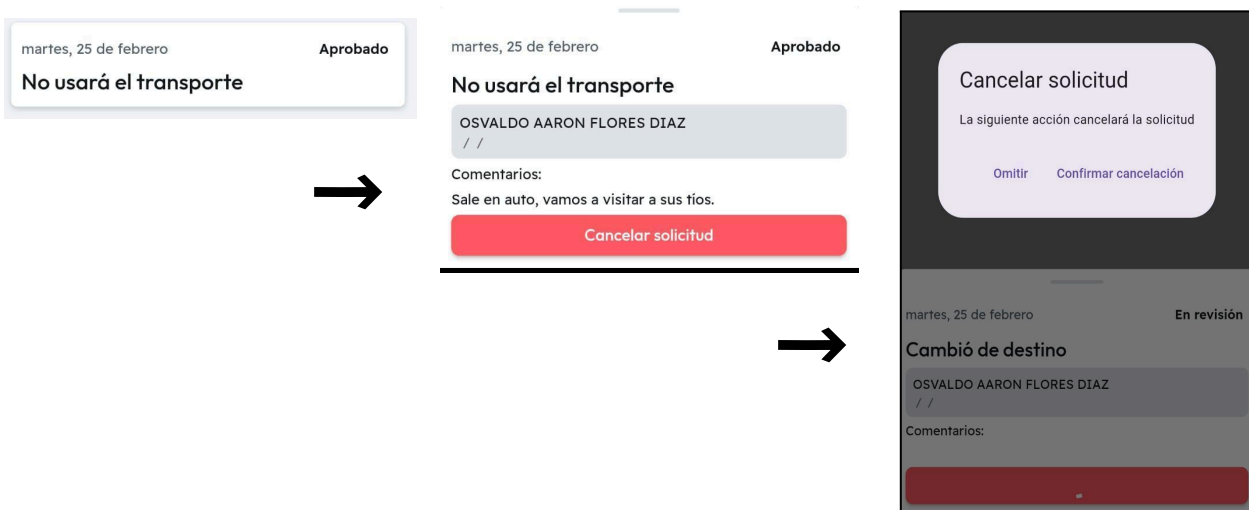 martes, 25 de febrero Aprobado
No usará el transporte
martes, 25 de febrero Aprobado
No usará el transporte
OSVALDO AARON FLORES DIAZ
/ /
Comentarios:
Sale en auto, vamos a visitar a sus tíos.
Cancelar solicitud
Cancelar solicitud
La siguiente acción cancelará la solicitud
Omitir Confirmar cancelación
martes, 25 de febrero En revisión
Cambió de destino
OSVALDO AARON FLORES DIAZ
/ /
Comentarios: